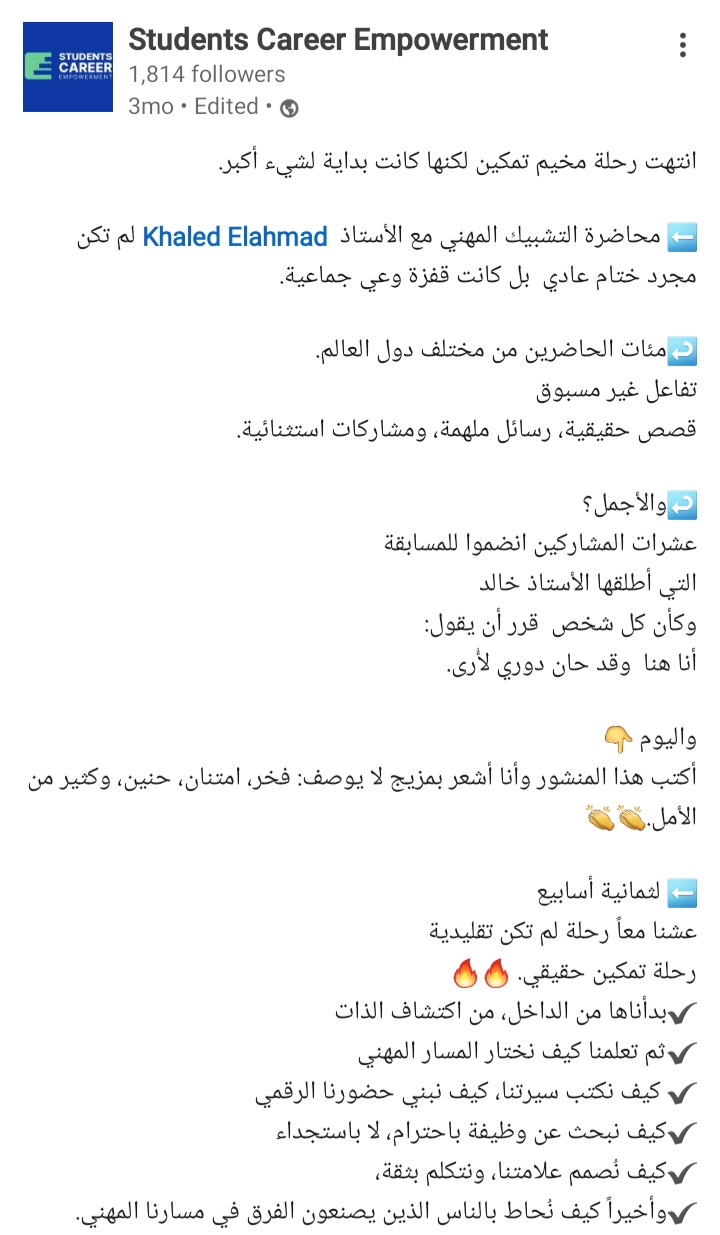 STUDENTS
CAREER
EMPOWERMENT
Students Career Empowerment
1,814 followers
3mo • Edited •
انتهت رحلة مخيم تمكين لكنها كانت بداية لشيء أكبر.
⬅️ محاضرة التشبيك المهني مع الأستاذ Khaled Elahmad لم تكن
مجرد ختام عادي بل كانت قفزة وعي جماعية.
↩️مئات الحاضرين من مختلف دول العالم.
تفاعل غير مسبوق
قصص حقيقية، رسائل ملهمة، ومشاركات استثنائية.
↩️والأجمل؟
عشرات المشاركين انضموا للمسابقة
التي أطلقها الأستاذ خالد
وكأن كل شخص قرر أن يقول:
أنا هنا وقد حان دوري لأُرى.
واليوم 👇
أكتب هذا المنشور وأنا أشعر بمزيج لا يوصف: فخر، امتنان، حنين، وكثير من
الأمل.👏👏
⬅️ لثمانية أسابيع
عشنا معاً رحلة لم تكن تقليدية
رحلة تمكين حقيقي. 🔥🔥
✔️بدأناها من الداخل، من اكتشاف الذات
✔️ثم تعلمنا كيف نختار المسار المهني
✔️ كيف نكتب سيرتنا، كيف نبني حضورنا الرقمي
✔️كيف نبحث عن وظيفة باحترام، لا باستجداء
✔️كيف نُصمم علامتنا، ونتكلم بثقة،
✔️وأخيراً كيف نُحاط بالناس الذين يصنعون الفرق في مسارنا المهني.